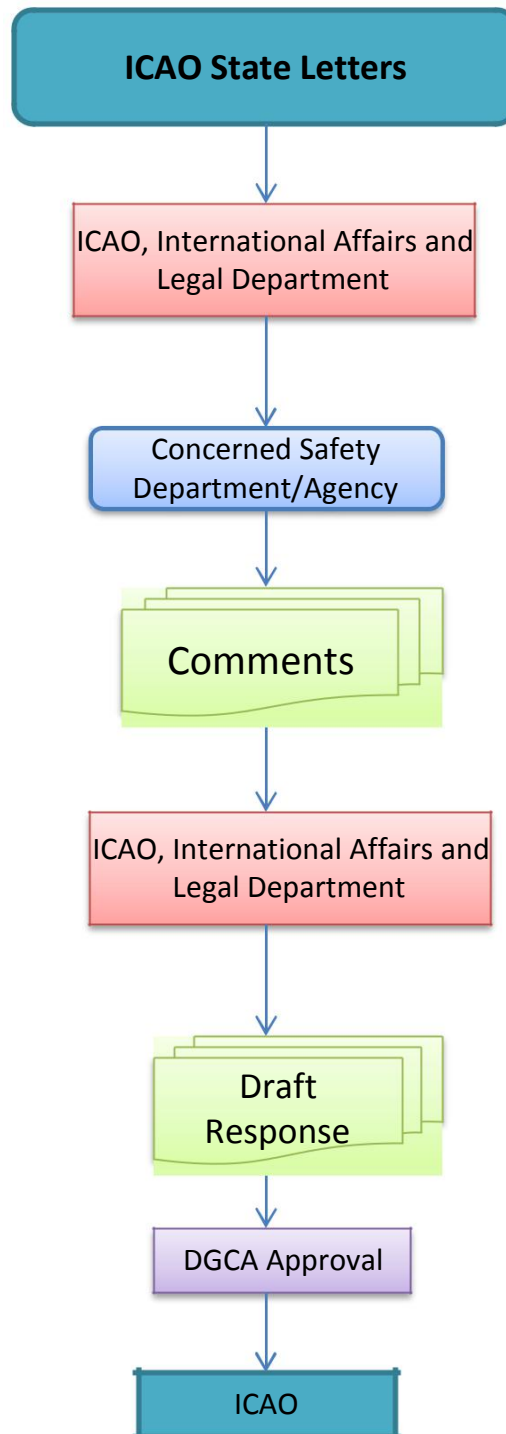 ICAO State Letters
ICAO, International Affairs and
Legal Department
Concerned Safety
Department/Agency
Comments
ICAO, International Affairs and
Legal Department
Draft
Response
DGCA Approval
ICAO